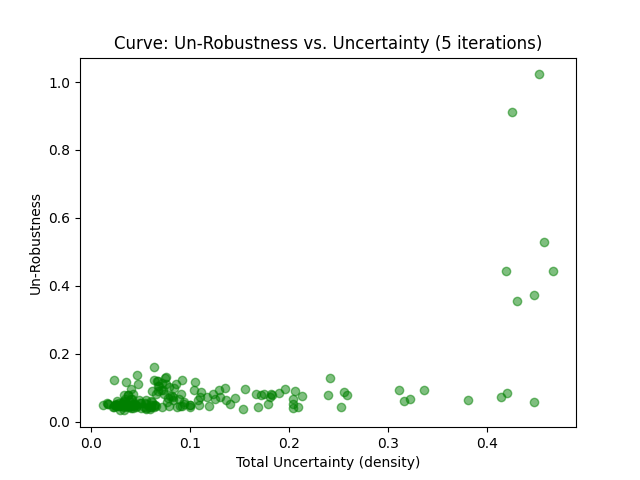 Curve: Un-Robustness vs. Uncertainty (5 iterations)
1.0
0.8
0.6
0.4
0.2
0.0
Un-Robustness
0.0 0.1 0.2 0.3 0.4
Total Uncertainty (density)